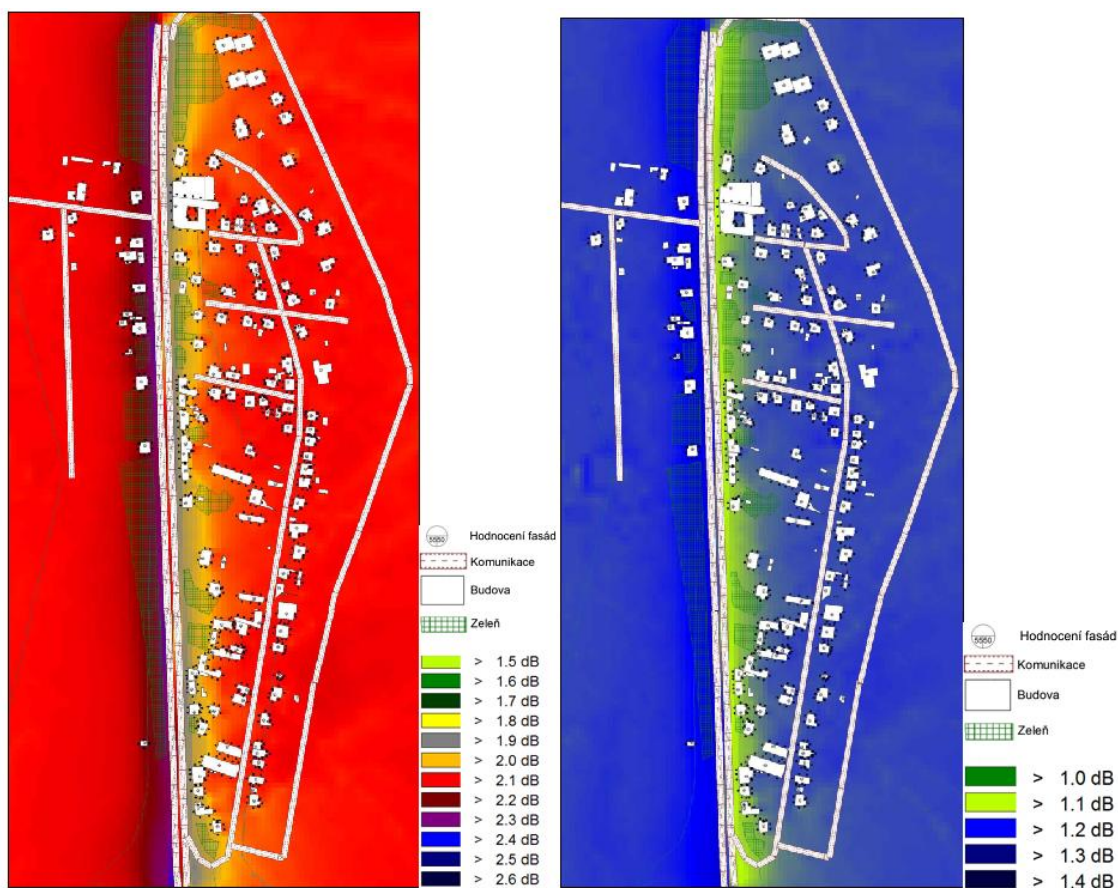 5550 Hodnocení fasád
Komunikace
Budova
Zeleň
> 1.5 dB
> 1.6 dB
> 1.7 dB
> 1.8 dB
> 1.9 dB
> 2.0 dB
> 2.1 dB
> 2.2 dB
> 2.3 dB
> 2.4 dB
> 2.5 dB
> 2.6 dB
5550 Hodnocení fasád
Komunikace
Budova
Zeleň
> 1.0 dB
> 1.1 dB
> 1.2 dB
> 1.3 dB
> 1.4 dB